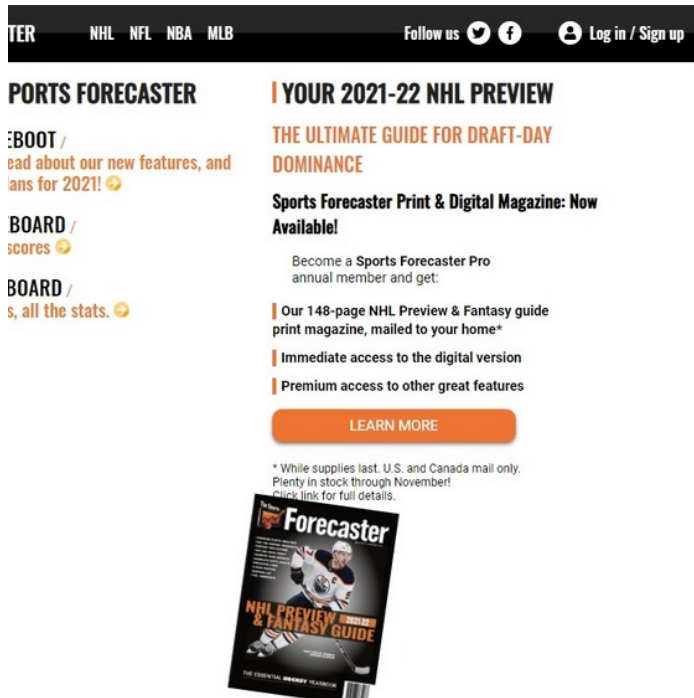 TER NHL NFL NBA MLB Follow us Log in / Sign up
PORTS FORECASTER
EBOOT /
ead about our new features, and
lans for 2021!
EBOARD /
scores
BOARD /
s, all the stats.
YOUR 2021-22 NHL PREVIEW
THE ULTIMATE GUIDE FOR DRAFT-DAY
DOMINANCE
Sports Forecaster Print & Digital Magazine: Now
Available!
Become a Sports Forecaster Pro
annual member and get:
Our 148-page NHL Preview & Fantasy guide
print magazine, mailed to your home*
Immediate access to the digital version
Premium access to other great features
LEARN MORE
* While supplies last. U.S. and Canada mail only.
Plenty in stock through November!
Click link for full details.
The Sports
Forecaster
NHL PREVIEW 2021-22
& FANTASY GUIDE
THE ESSENTIAL HOCKEY YEARBOOK